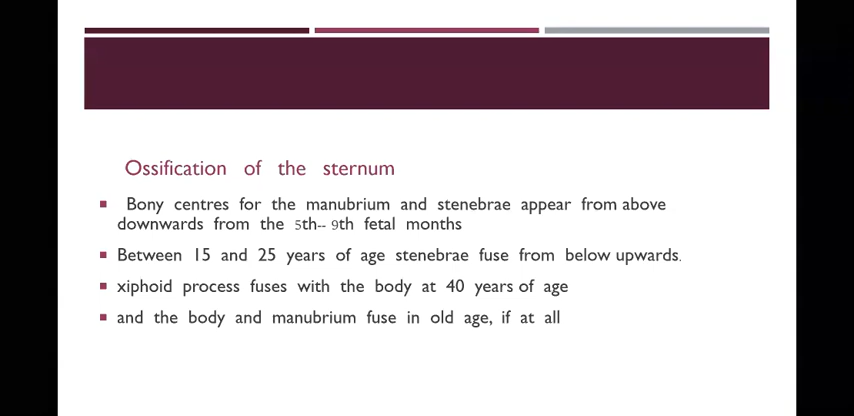 Ossification of the sternum
Bony centres for the manubrium and stenebrae appear from above
downwards from the 5th-- 9th fetal months
Between 15 and 25 years of age stenebrae fuse from below upwards.
xiphoid process fuses with the body at 40 years of age
and the body and manubrium fuse in old age, if at all